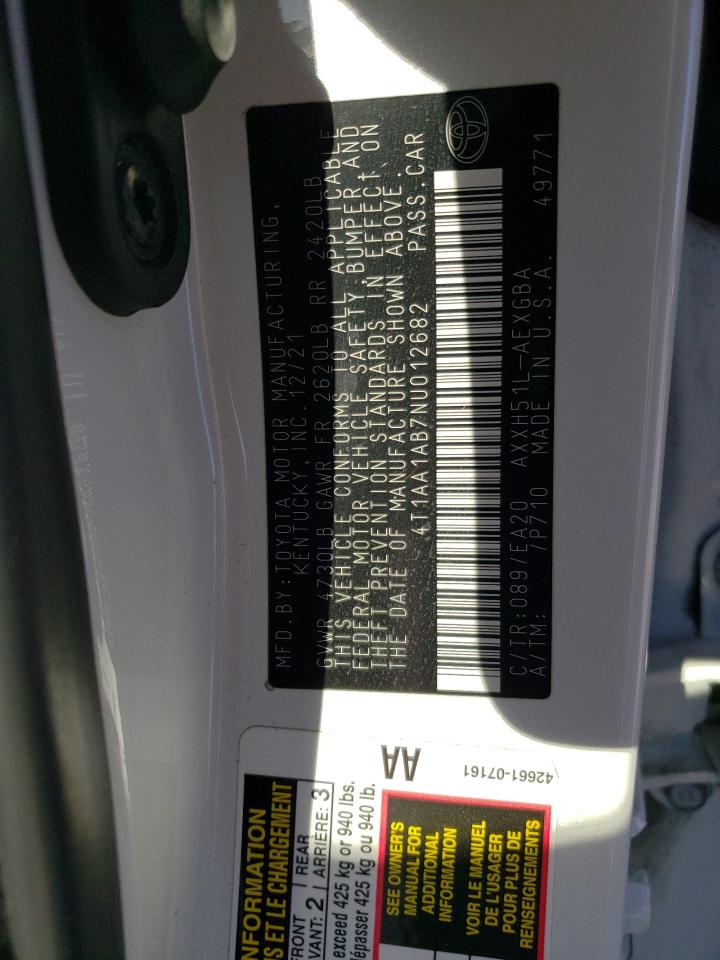 MFD. BY: TOYOTA MOTOR MANUFACTURING,
KENTUCKY, INC. 12/21
GVWR 4730LB GAWR FR 2620LB RR 2420LB
THIS VEHICLE CONFORMS TO ALL APPLICABLE
FEDERAL MOTOR VEHICLE SAFETY, BUMPER, AND
THEFT PREVENTION STANDARDS IN EFFECT ON
THE DATE OF MANUFACTURE SHOWN ABOVE.
4T1AA1AB7NU012682 PASS. CAR
C/TR: 089/EA20 AXXH51L-AEXGBA
A/TM: /P710 MADE IN U.S.A. 49771
AA
42661-07161
NFORMATION
S ET LE CHARGEMENT
FRONT
VANT: 2
REAR
ARRIÈRE: 3
exceed 425 kg or 940 lbs.
dépasser 425 kg ou 940 lb.
SEE OWNER'S
MANUAL FOR
ADDITIONAL
INFORMATION
VOIR LE MANUEL
DE L'USAGER
POUR PLUS DE
RENSEIGNEMENTS